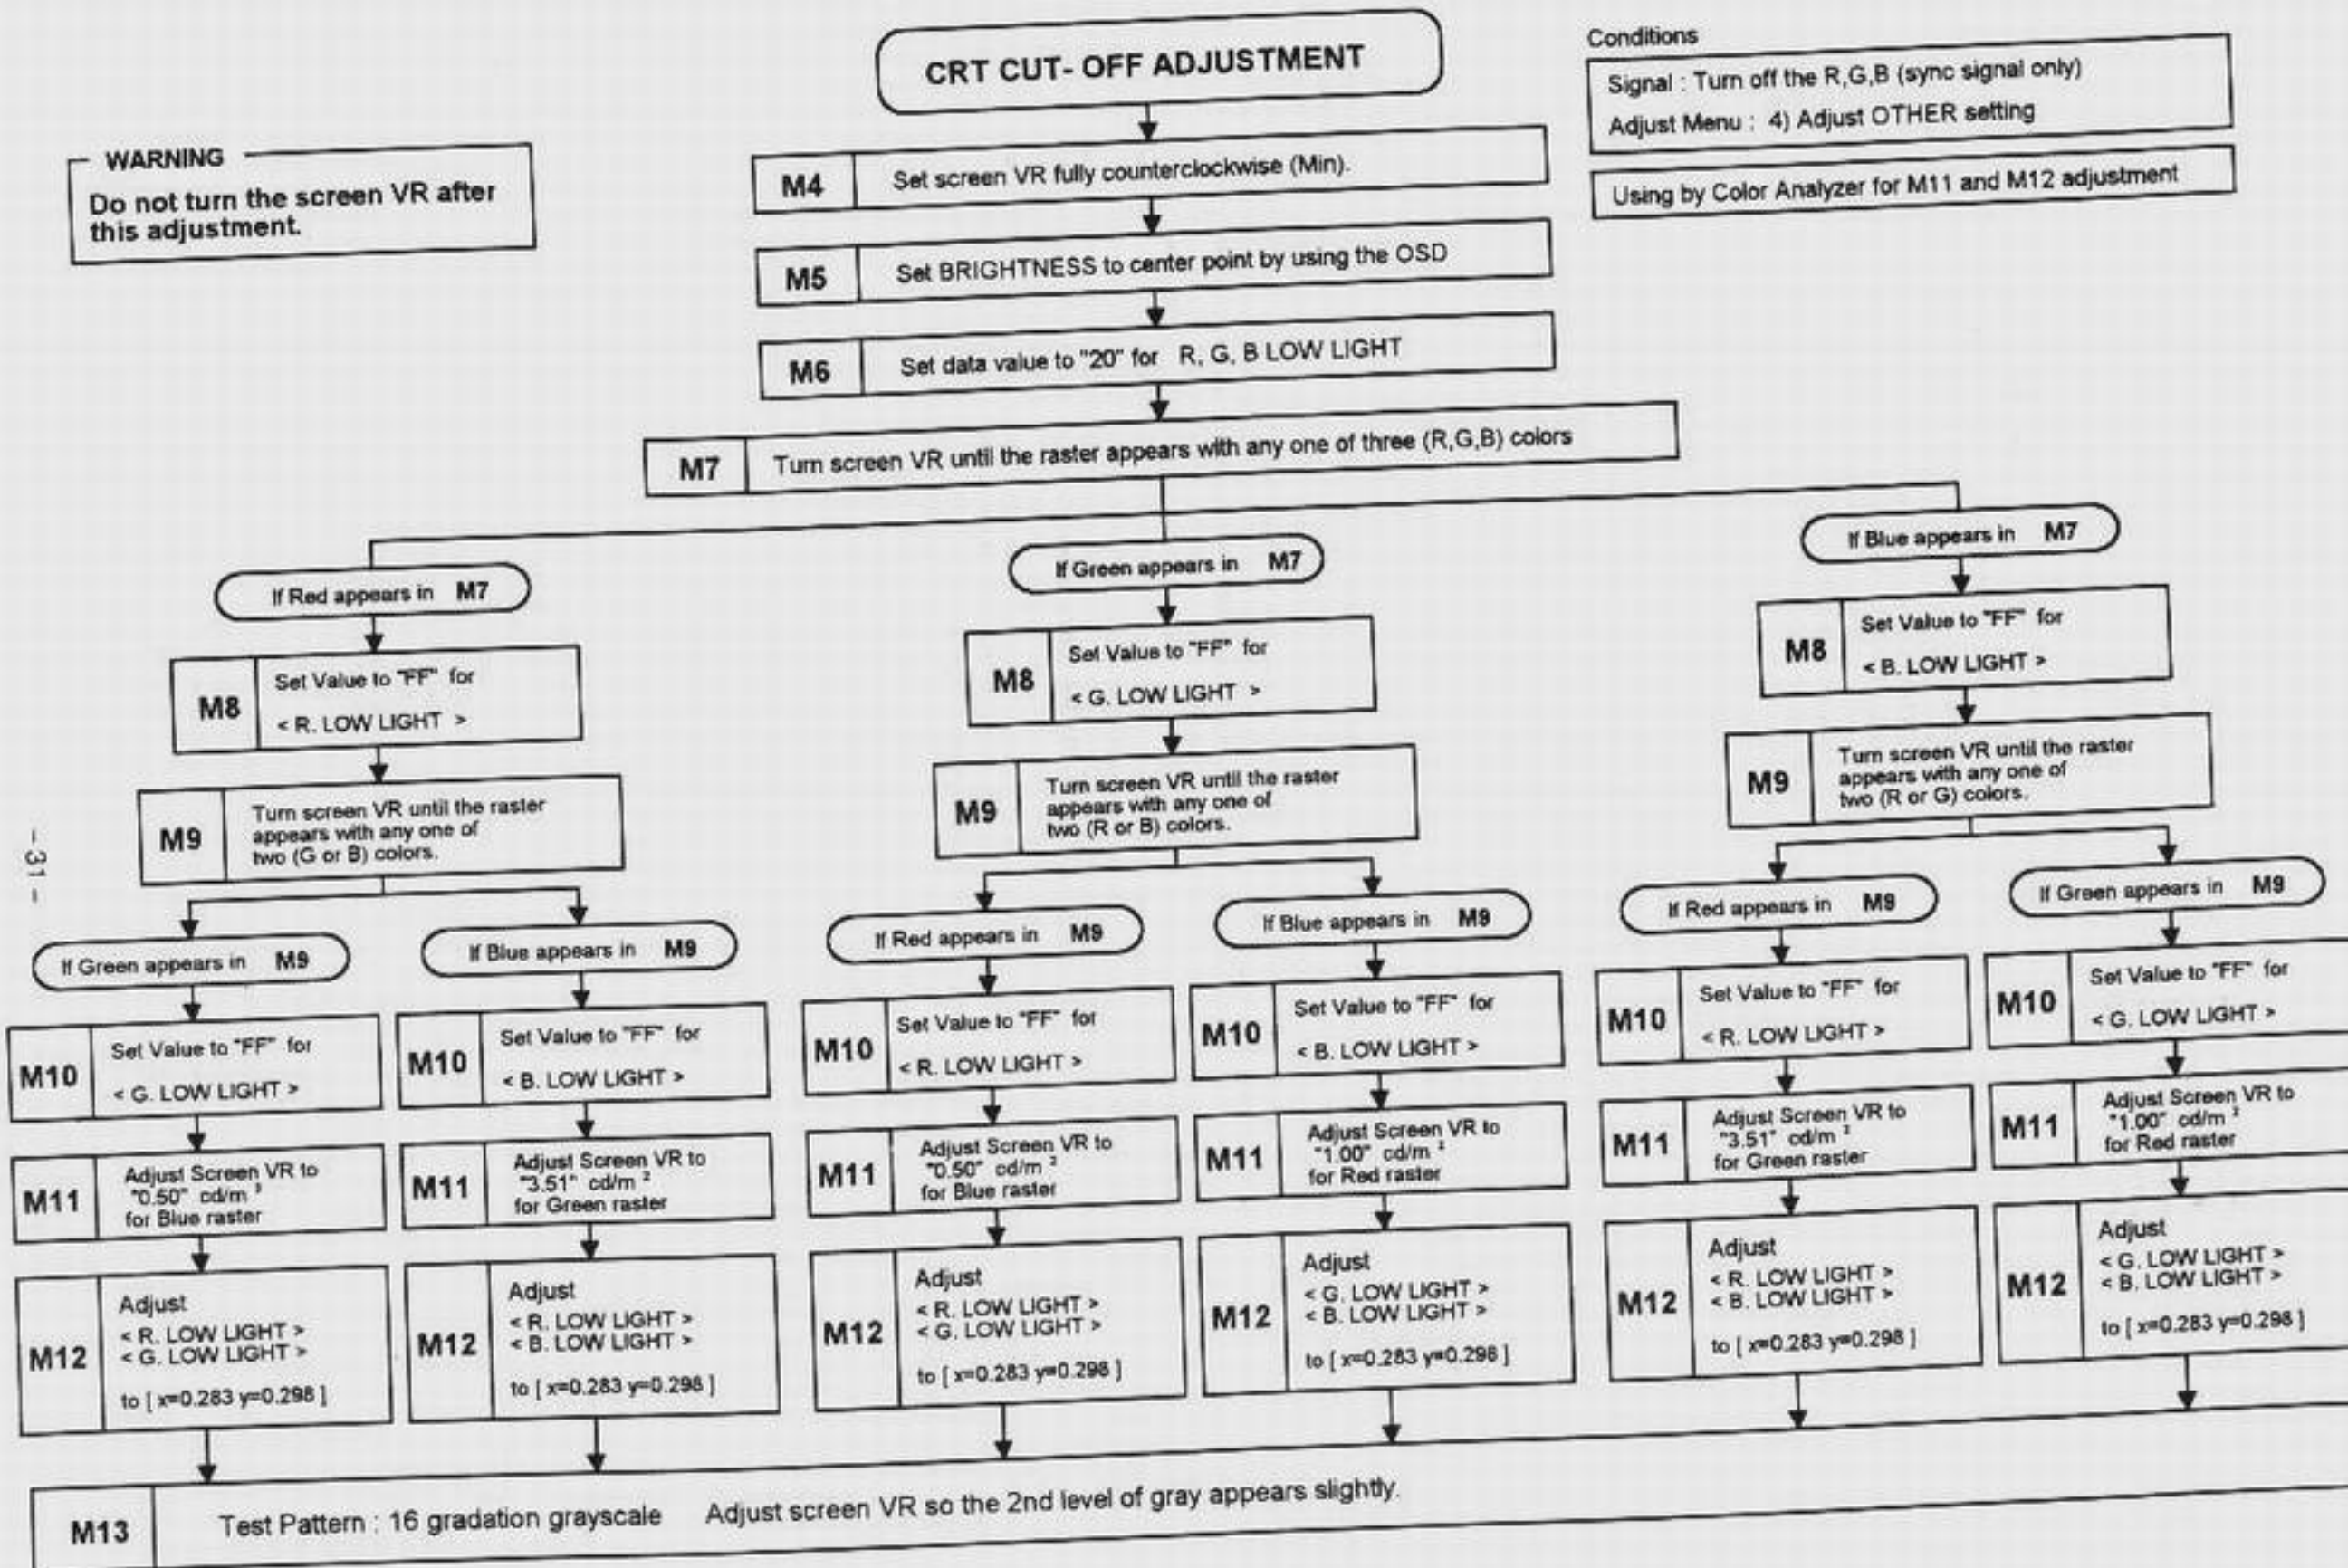 CRT CUT- OFF ADJUSTMENT
Conditions
Signal : Turn off the R,G,B (sync signal only)
Adjust Menu : 4) Adjust OTHER setting
Using by Color Analyzer for M11 and M12 adjustment
WARNING
Do not turn the screen VR after
this adjustment.
M4
Set screen VR fully counterclockwise (Min).
M5
Set BRIGHTNESS to center point by using the OSD
M6
Set data value to "20" for R, G, B LOW LIGHT
M7
Turn screen VR until the raster appears with any one of three (R,G,B) colors
If Red appears in M7
M8
Set Value to "FF" for
< R. LOW LIGHT >
M9
Turn screen VR until the raster
appears with any one of
two (G or B) colors.
If Green appears in M9
M10
Set Value to "FF" for
< G. LOW LIGHT >
M11
Adjust Screen VR to
"0.50" cd/m ²
for Blue raster
M12
Adjust
< R. LOW LIGHT >
< G. LOW LIGHT >
to [ x=0.283 y=0.298 ]
If Blue appears in M9
M10
Set Value to "FF" for
< B. LOW LIGHT >
M11
Adjust Screen VR to
"3.51" cd/m ²
for Green raster
M12
Adjust
< R. LOW LIGHT >
< B. LOW LIGHT >
to [ x=0.283 y=0.298 ]
If Green appears in M7
M8
Set Value to "FF" for
< G. LOW LIGHT >
M9
Turn screen VR until the raster
appears with any one of
two (R or B) colors.
If Red appears in M9
M10
Set Value to "FF" for
< R. LOW LIGHT >
M11
Adjust Screen VR to
"0.50" cd/m ²
for Blue raster
M12
Adjust
< R. LOW LIGHT >
< G. LOW LIGHT >
to [ x=0.283 y=0.298 ]
If Blue appears in M9
M10
Set Value to "FF" for
< B. LOW LIGHT >
M11
Adjust Screen VR to
"1.00" cd/m ²
for Red raster
M12
Adjust
< G. LOW LIGHT >
< B. LOW LIGHT >
to [ x=0.283 y=0.298 ]
If Blue appears in M7
M8
Set Value to "FF" for
< B. LOW LIGHT >
M9
Turn screen VR until the raster
appears with any one of
two (R or G) colors.
If Red appears in M9
M10
Set Value to "FF" for
< R. LOW LIGHT >
M11
Adjust Screen VR to
"3.51" cd/m ²
for Green raster
M12
Adjust
< R. LOW LIGHT >
< B. LOW LIGHT >
to [ x=0.283 y=0.298 ]
If Green appears in M9
M10
Set Value to "FF" for
< G. LOW LIGHT >
M11
Adjust Screen VR to
"1.00" cd/m ²
for Red raster
M12
Adjust
< G. LOW LIGHT >
< B. LOW LIGHT >
to [ x=0.283 y=0.298 ]
M13
Test Pattern : 16 gradation grayscale Adjust screen VR so the 2nd level of gray appears slightly.
- 31 -